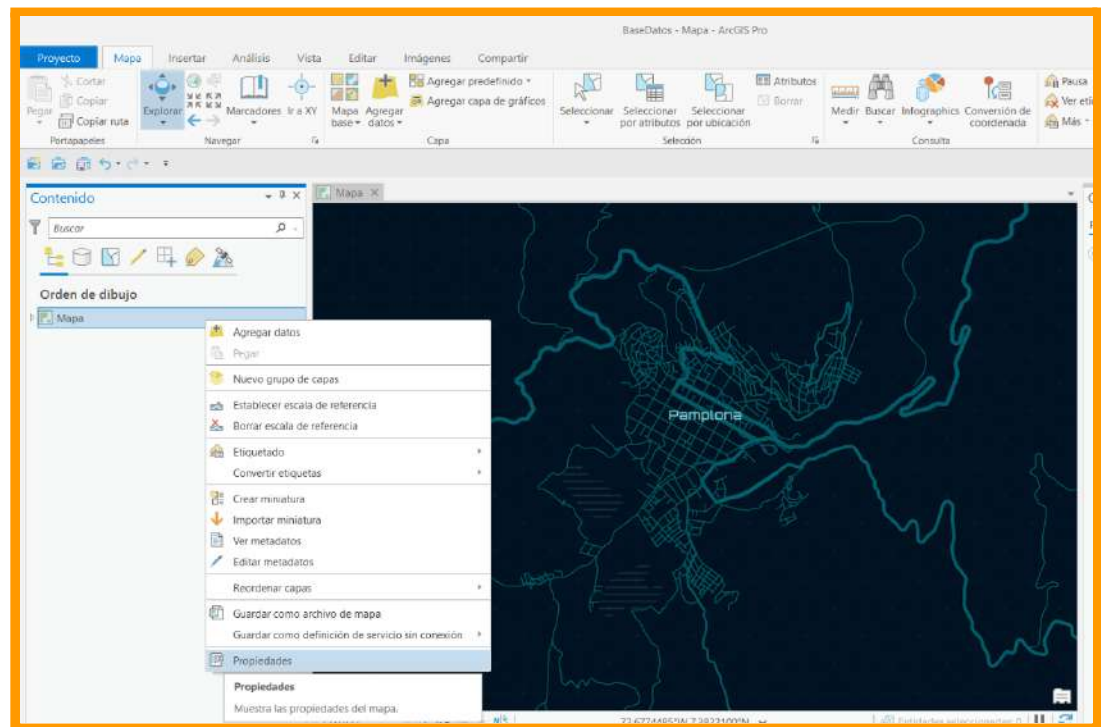 BaseDatos - Mapa - ArcGIS Pro
Proyecto Mapa Insertar Análisis Vista Editar Imágenes Compartir
Pegar
Cortar
Copiar
Copiar ruta
Portapapeles
Explorar
Marcadores
Ir a XY
Navegar
Mapa base
Agregar datos
Agregar predefinido
Agregar capa de gráficos
Capa
Seleccionar
Seleccionar por atributos
Seleccionar por ubicación
Atributos
Borrar
Selección
Medir
Buscar
Infographics
Conversión de coordenada
Consulta
Pausa
Ver eti
Más
Contenido
Buscar
Orden de dibujo
Mapa
Mapa
Pamplona
Agregar datos
Pegar
Nuevo grupo de capas
Establecer escala de referencia
Borrar escala de referencia
Etiquetado
Convertir etiquetas
Crear miniatura
Importar miniatura
Ver metadatos
Editar metadatos
Reordenar capas
Guardar como archivo de mapa
Guardar como definición de servicio sin conexión
Propiedades
Propiedades
Muestra las propiedades del mapa.